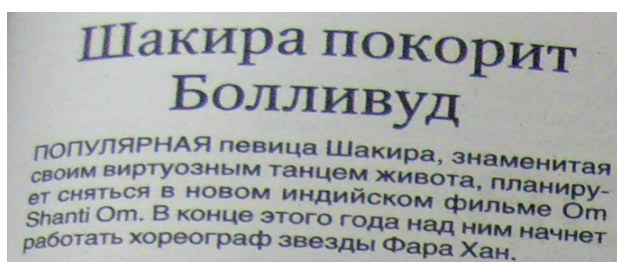 Шакира покорит
Болливуд
ПОПУЛЯРНАЯ певица Шакира, знаменитая
своим виртуозным танцем живота, планиру-
ет сняться в новом индийском фильме Om
Shanti Om. В конце этого года над ним начнет
работать хореограф звезды Фара Хан.